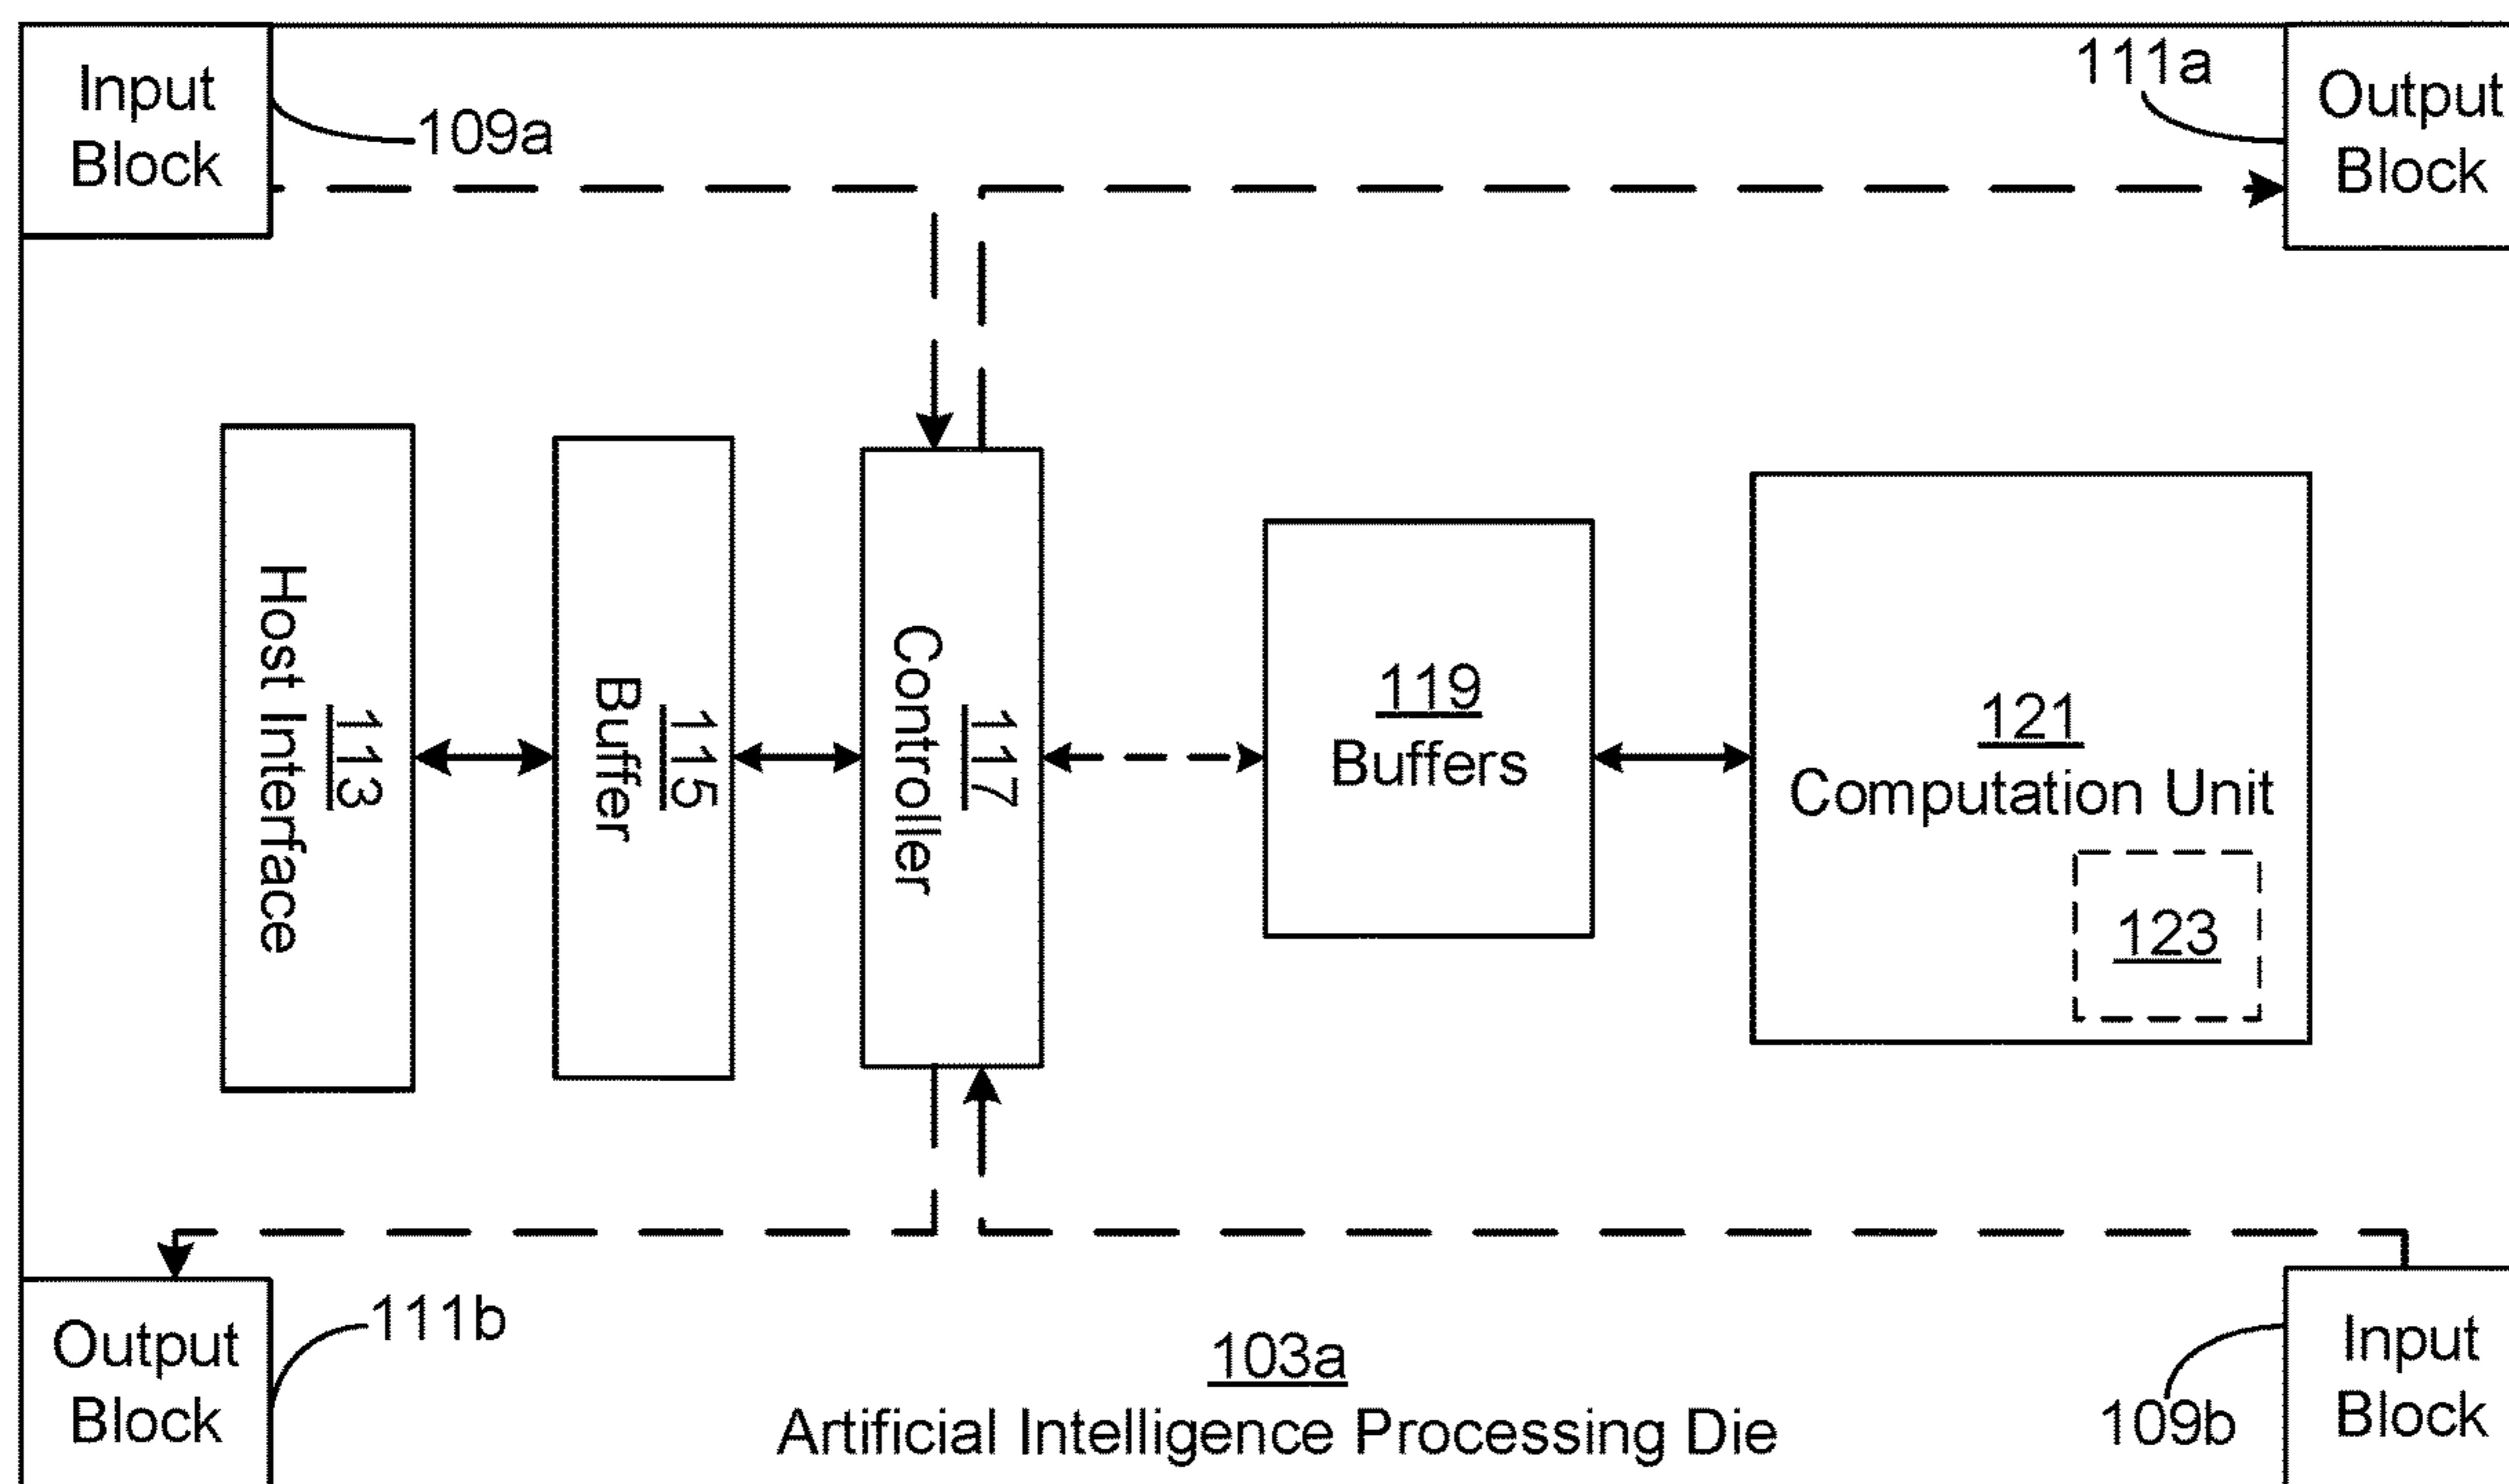 Input
Block
109a
111a
Output
Block
113
Host Interface
115
Buffer
117
Controller
119
Buffers
121
Computation Unit
123
Output
Block
111b
103a
Artificial Intelligence Processing Die
109b
Input
Block